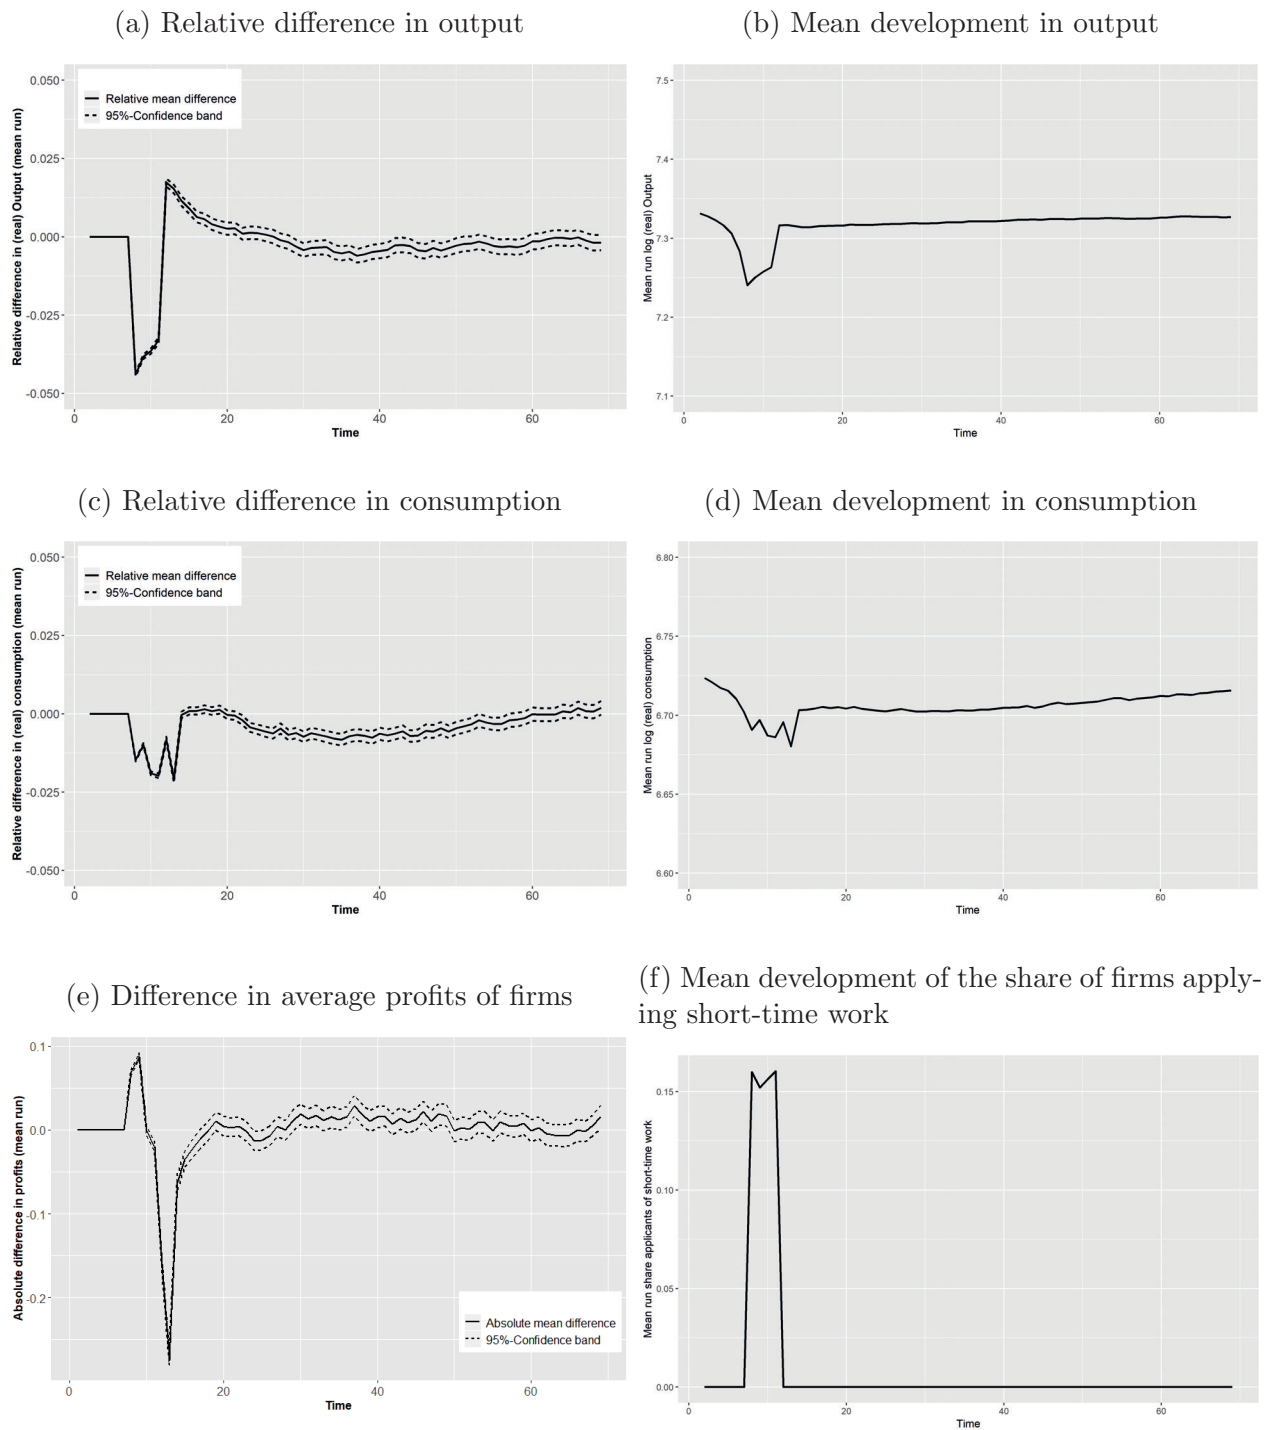 (a) Relative difference in output
(b) Mean development in output
Relative difference in (real) Output (mean run)
0.050
0.025
0.000
-0.025
-0.050
Relative mean difference
95%-Confidence band
0
20
40
60
Time
Mean run log (real) Output
7.5
7.4
7.3
7.2
7.1
0
20
40
60
Time
(c) Relative difference in consumption
(d) Mean development in consumption
Relative difference in (real) consumption (mean run)
0.050
0.025
0.000
-0.025
-0.050
Relative mean difference
95%-Confidence band
0
20
40
60
Time
Mean run log (real) consumption
6.80
6.75
6.70
6.65
6.60
0
20
40
60
Time
(e) Difference in average profits of firms
(f) Mean development of the share of firms apply-
ing short-time work
Absolute difference in profits (mean run)
0.1
0.0
-0.1
-0.2
Absolute mean difference
95%-Confidence band
0
20
40
60
Time
Mean run share applicants of short-time work
0.15
0.10
0.05
0.00
0
20
40
60
Time